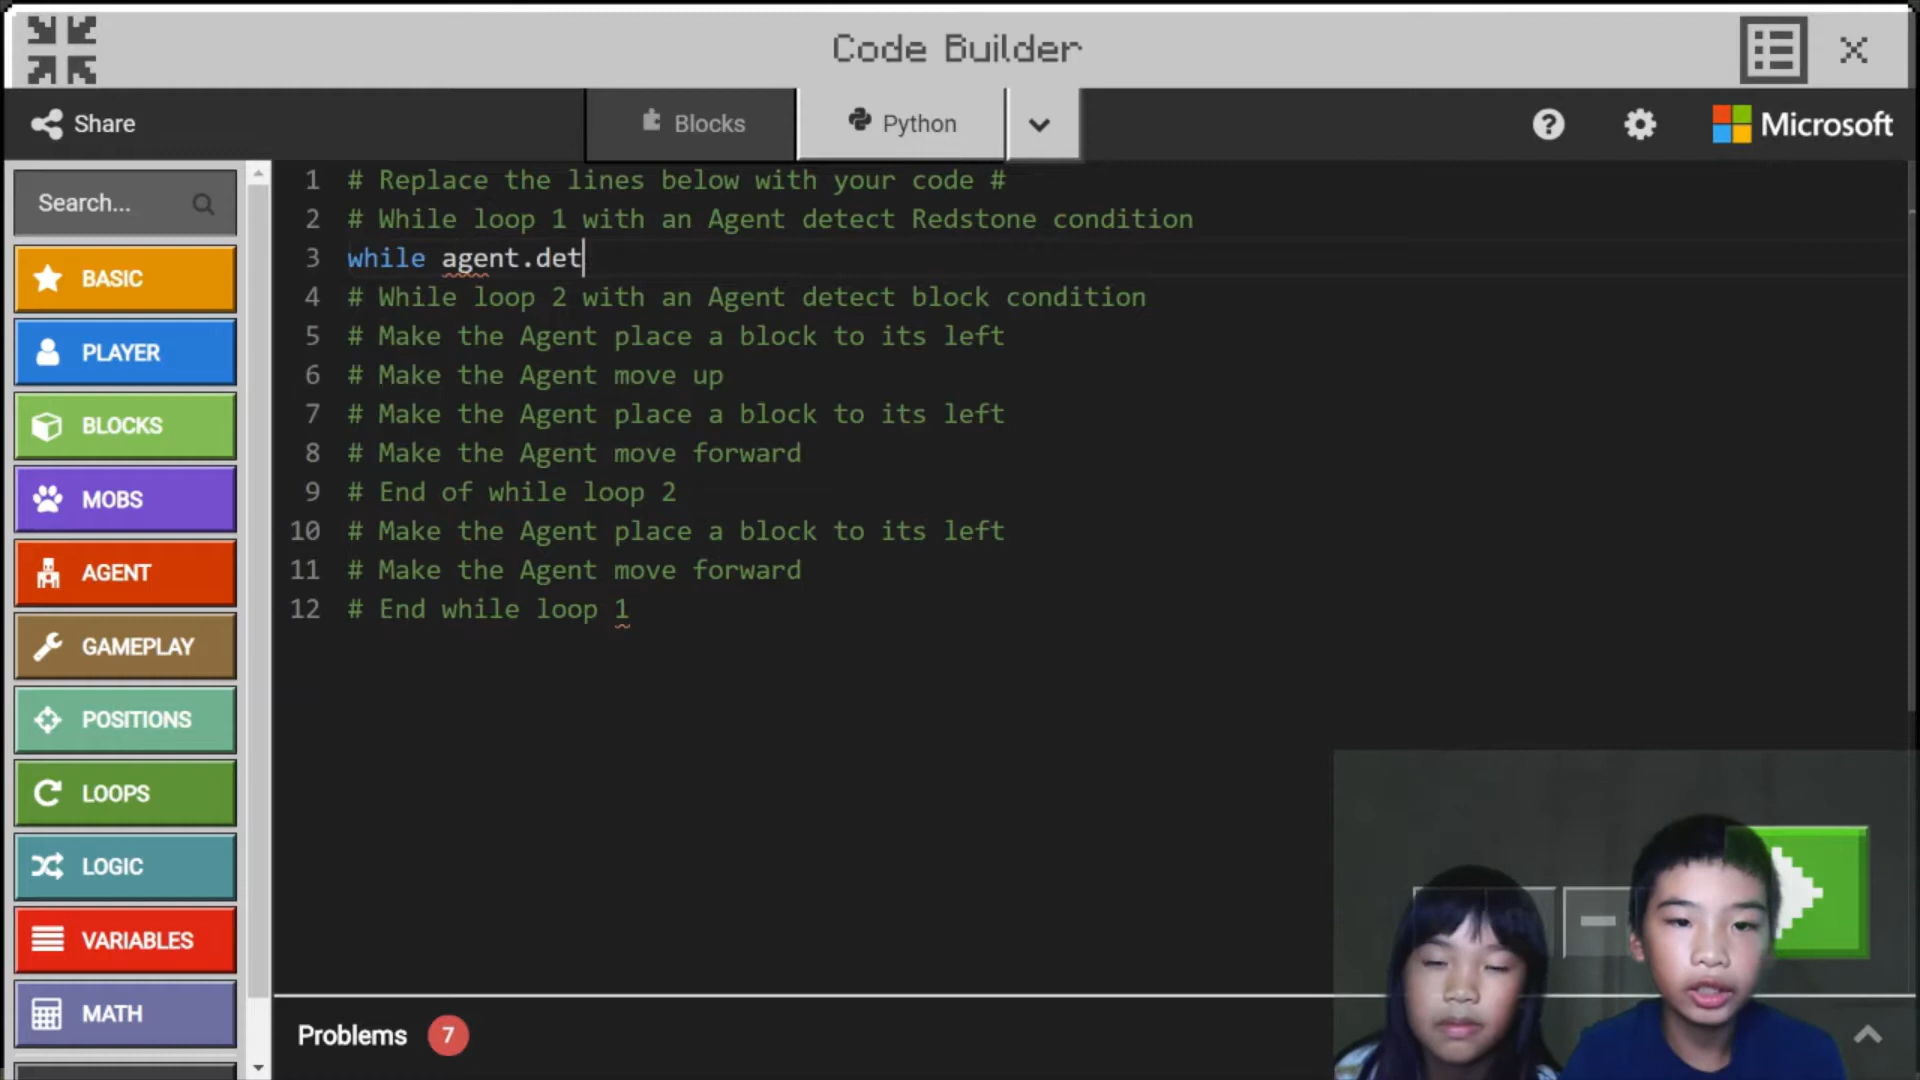 Code Builder
Share
Blocks
Python
Microsoft
Search...
BASIC
PLAYER
BLOCKS
MOBS
AGENT
GAMEPLAY
POSITIONS
LOOPS
LOGIC
VARIABLES
MATH
1 # Replace the lines below with your code #
2 # While loop 1 with an Agent detect Redstone condition
3 while agent.det
4 # While loop 2 with an Agent detect block condition
5 # Make the Agent place a block to its left
6 # Make the Agent move up
7 # Make the Agent place a block to its left
8 # Make the Agent move forward
9 # End of while loop 2
10 # Make the Agent place a block to its left
11 # Make the Agent move forward
12 # End while loop 1
Problems 7